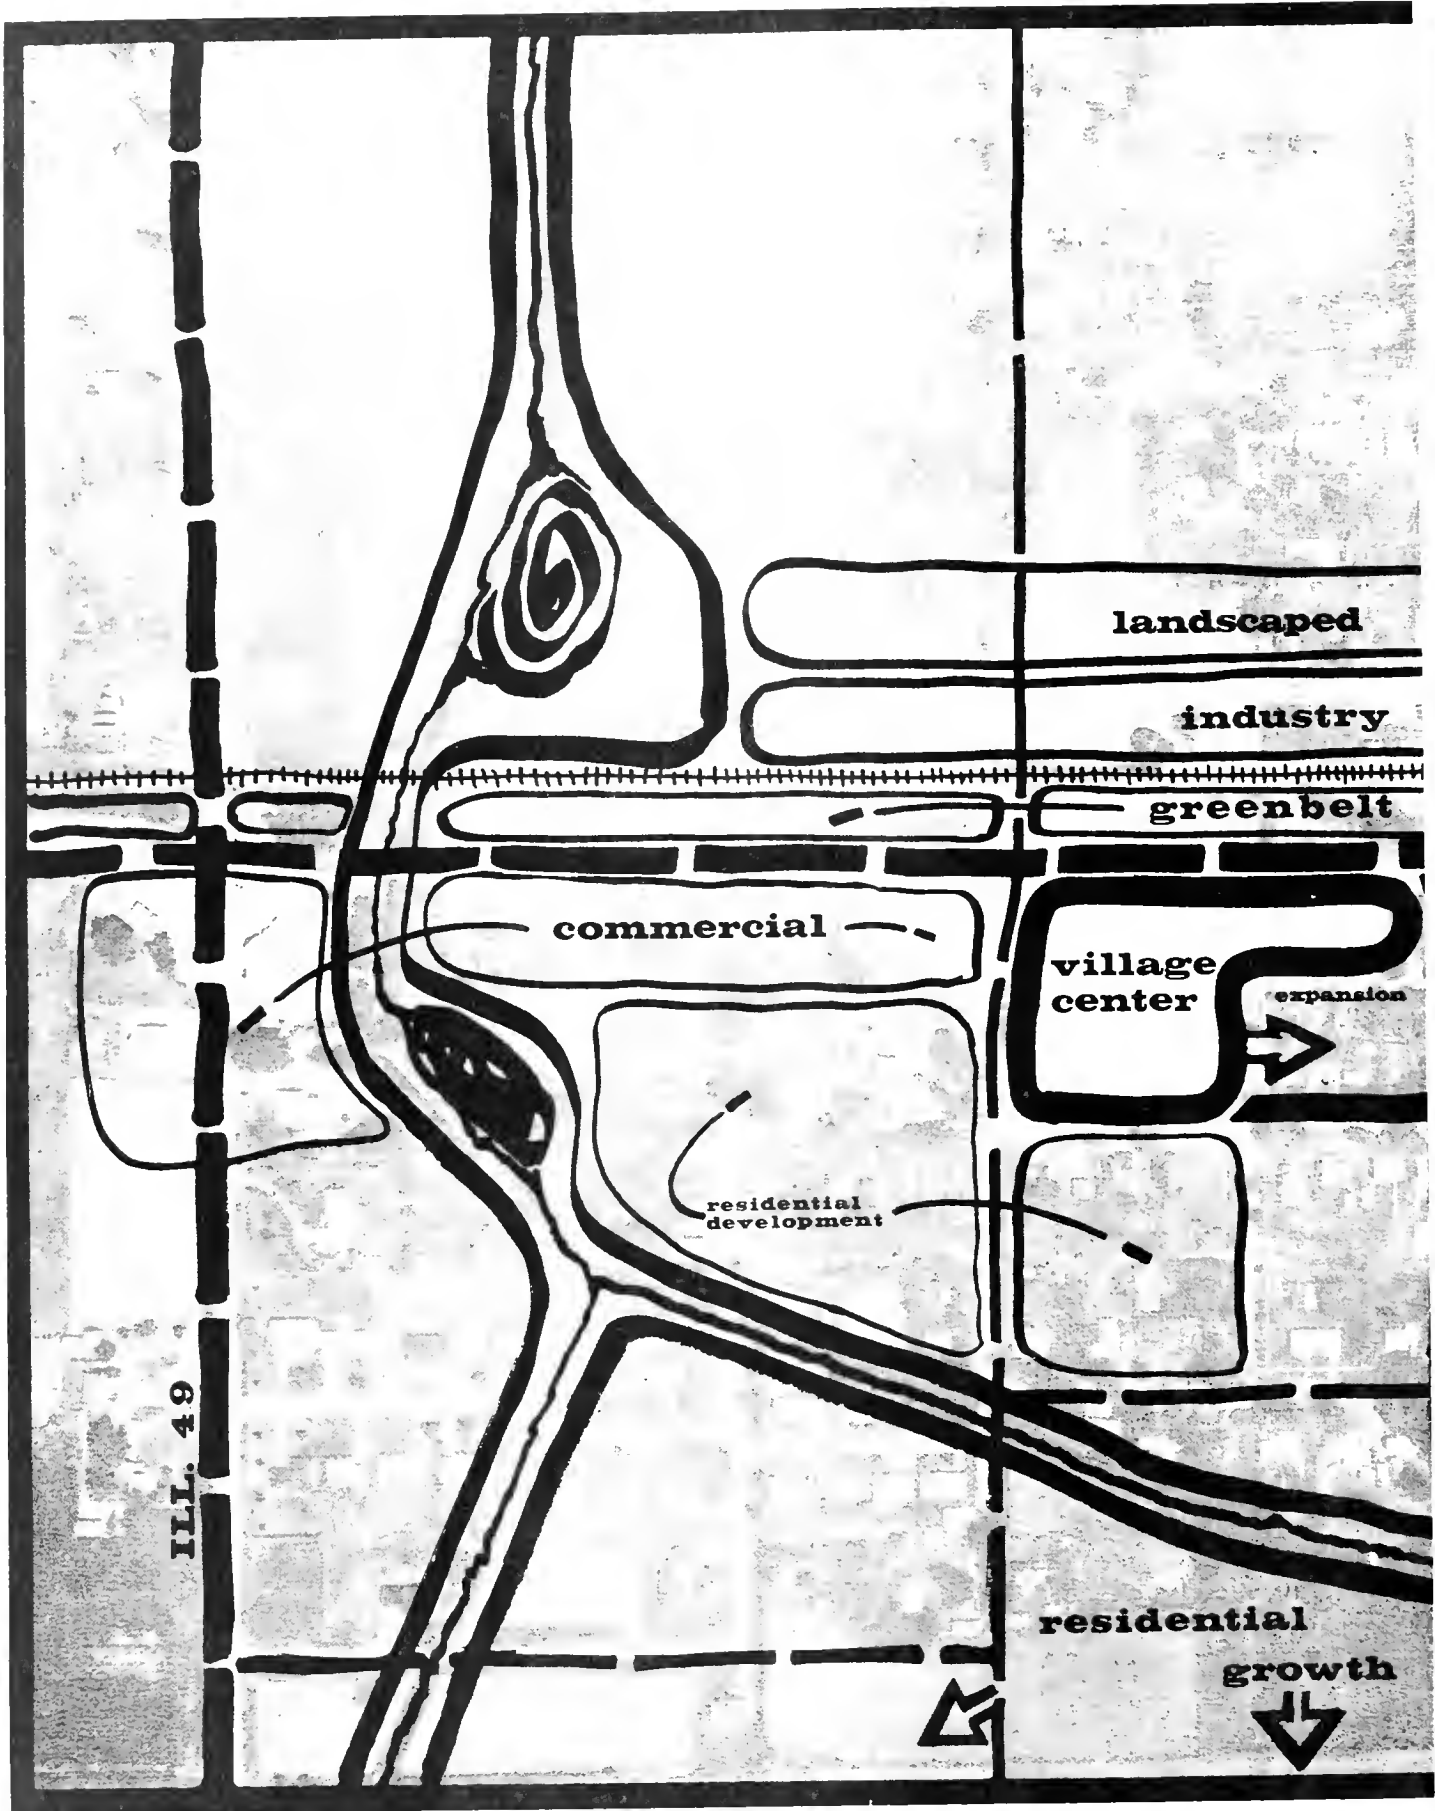 landscaped
industry
greenbelt
commercial
village
center
expansion
residential
development
ILL. 49
residential
growth